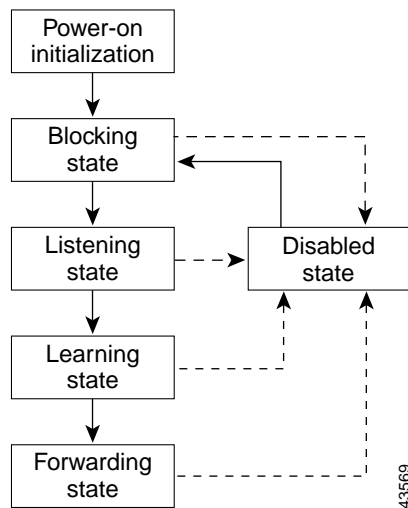 Power-on
initialization
Blocking
state
Listening
state
Disabled
state
Learning
state
Forwarding
state
43569